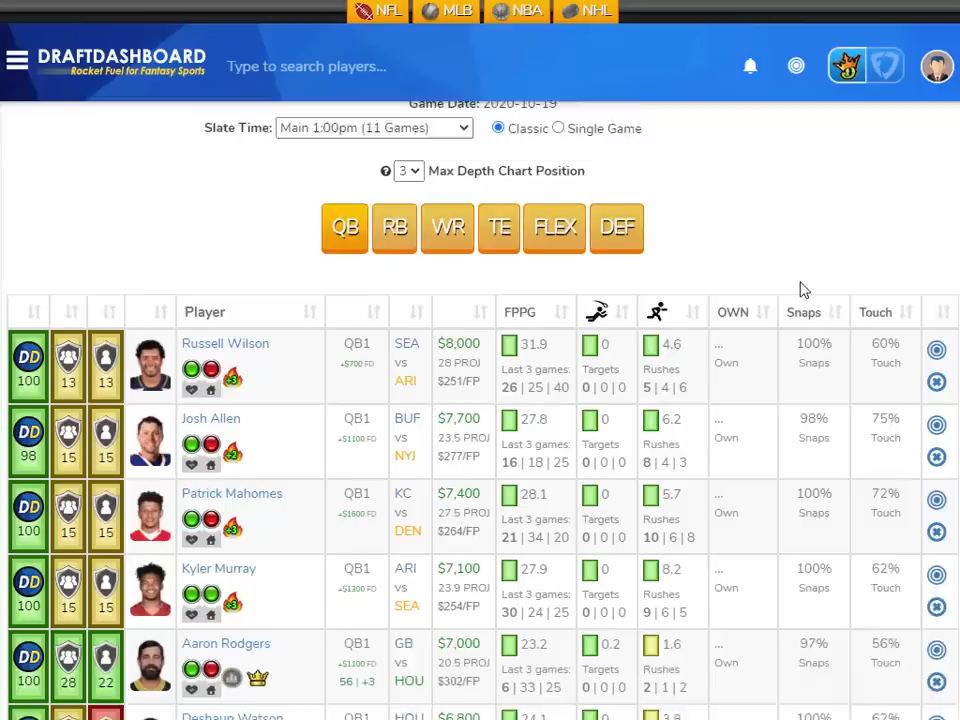 NFL MLB NBA NHL
DRAFTDASHBOARD
Rocket Fuel for Fantasy Sports
Type to search players...
Game Date: 2020-10-19
Slate Time: Main 1:00pm (11 Games) Classic Single Game
3 Max Depth Chart Position
QB RB WR TE FLEX DEF
Player FPPG OWN Snaps Touch
DD 100 13 13 Russell Wilson QB1 +$700 FD SEA vs ARI $8,000 28 PROJ $251/FP 31.9 Last 3 games: 26 | 25 | 40 0 Targets 0 | 0 | 0 4.6 Rushes 5 | 4 | 6 ... Own 100% Snaps 60% Touch
DD 98 15 15 Josh Allen QB1 +$1100 FD BUF vs NYJ $7,700 23.5 PROJ $277/FP 27.8 Last 3 games: 16 | 18 | 25 0 Targets 0 | 0 | 0 6.2 Rushes 8 | 4 | 3 ... Own 98% Snaps 75% Touch
DD 100 15 15 Patrick Mahomes QB1 +$1600 FD KC vs DEN $7,400 27.5 PROJ $264/FP 28.1 Last 3 games: 21 | 34 | 20 0 Targets 0 | 0 | 0 5.7 Rushes 10 | 6 | 8 ... Own 100% Snaps 72% Touch
DD 100 15 15 Kyler Murray QB1 +$1300 FD ARI vs SEA $7,100 23.9 PROJ $254/FP 27.9 Last 3 games: 30 | 24 | 25 0 Targets 0 | 0 | 0 8.2 Rushes 9 | 6 | 5 ... Own 100% Snaps 62% Touch
DD 100 28 22 Aaron Rodgers QB1 +$1100 FD 56 | +3 GB vs HOU $7,000 20.5 PROJ $302/FP 23.2 Last 3 games: 6 | 33 | 25 0.2 Targets 0 | 0 | 0 1.6 Rushes 2 | 1 | 2 ... Own 97% Snaps 56% Touch
Deshaun Watson QB1 HOU $6,800 24.1 0 3.8 100% 62%